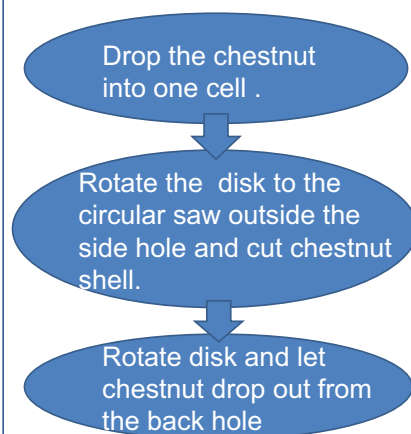 Drop the chestnut
into one cell .
Rotate the  disk to the
circular saw outside the
side hole and cut chestnut
shell.
Rotate disk and let
chestnut drop out from
the back hole